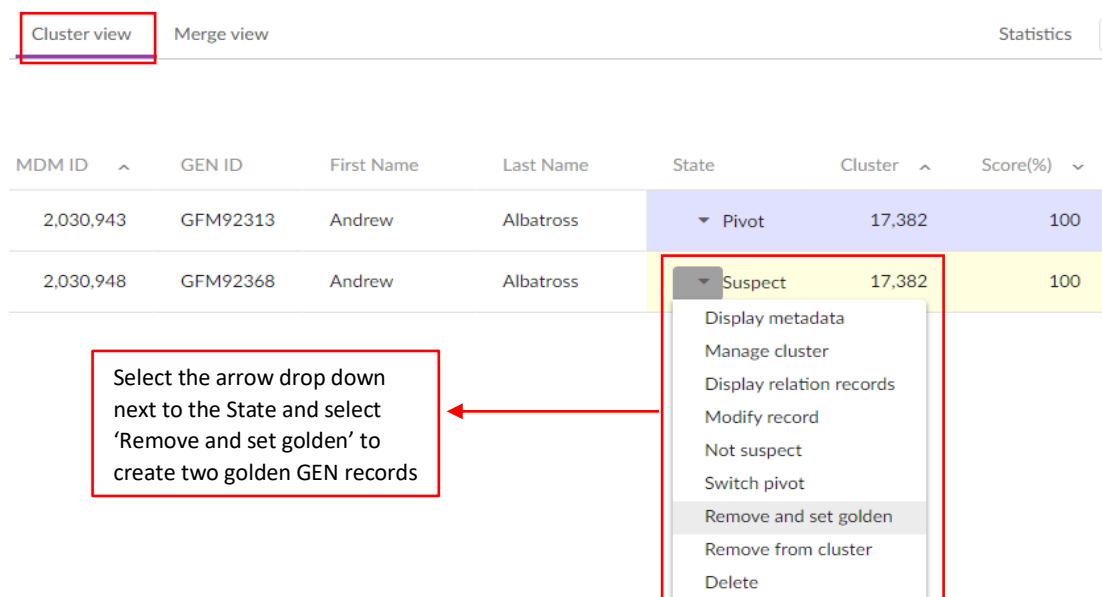 Cluster view Merge view Statistics
MDM ID GEN ID First Name Last Name State Cluster Score(%)
2,030,943 GFM92313 Andrew Albatross Pivot 17,382 100
2,030,948 GFM92368 Andrew Albatross Suspect 17,382 100
Display metadata
Manage cluster
Display relation records
Modify record
Not suspect
Switch pivot
Remove and set golden
Remove from cluster
Delete
Select the arrow drop down
next to the State and select
‘Remove and set golden’ to
create two golden GEN records